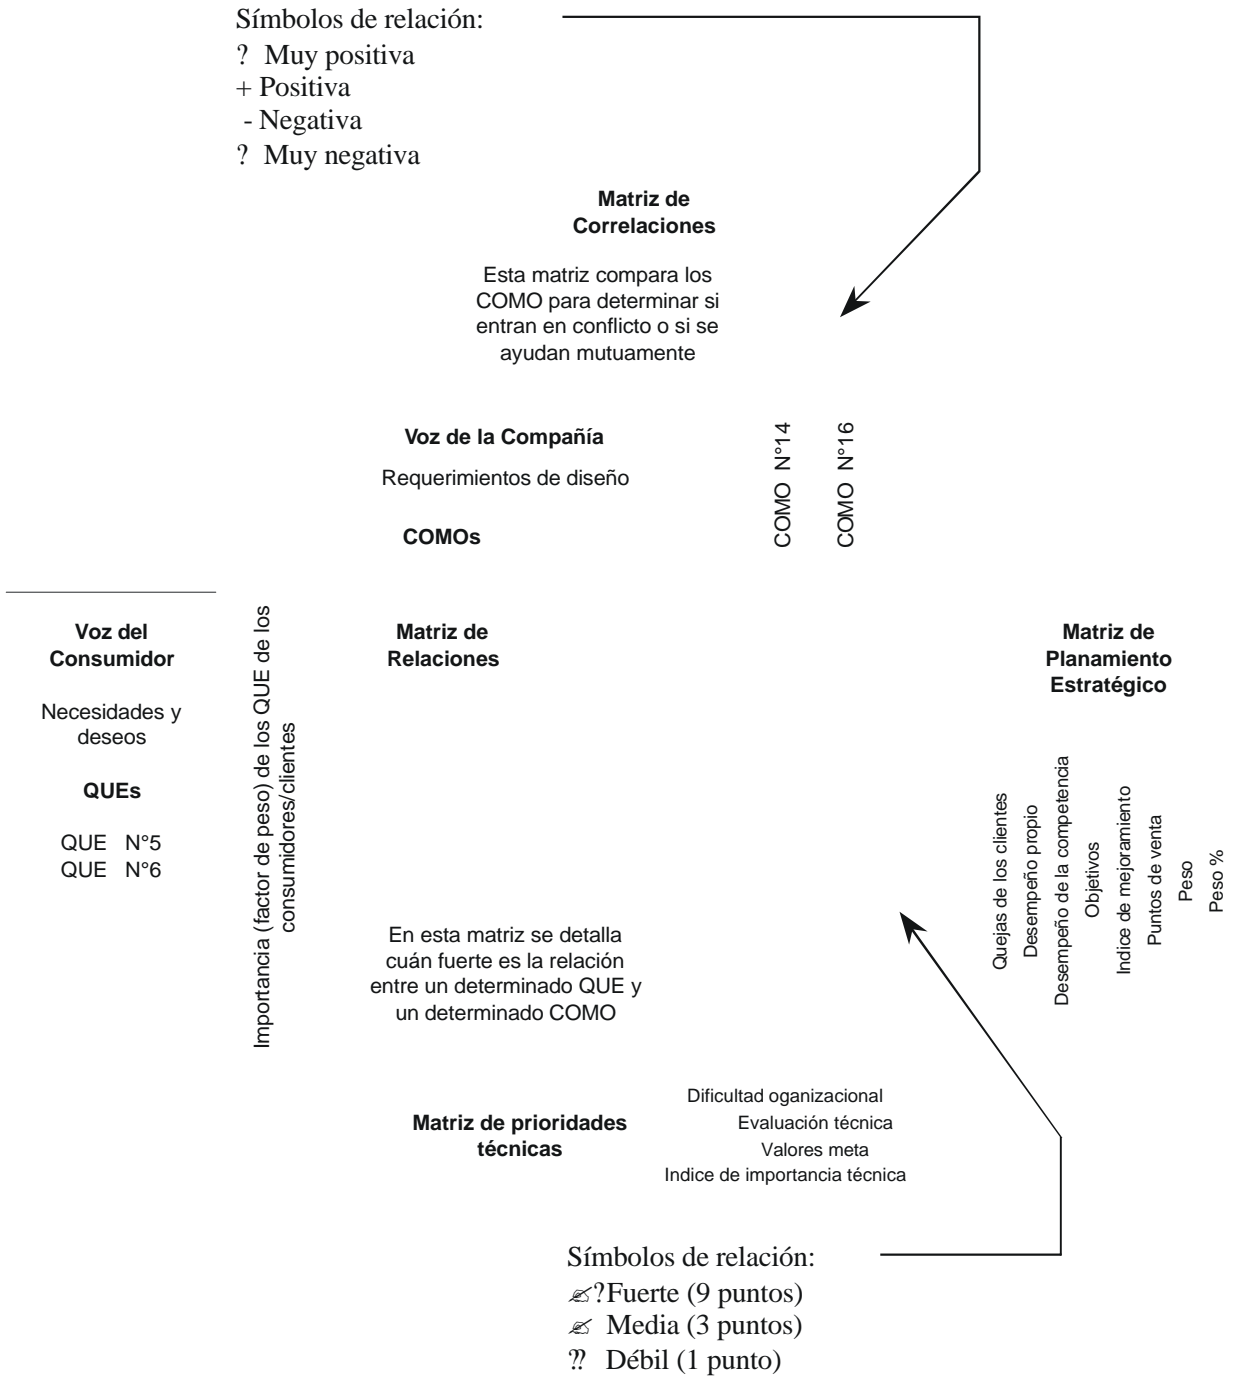 Símbolos de relación:
? Muy positiva
+ Positiva
- Negativa
? Muy negativa
Matriz de
Correlaciones
Esta matriz compara los
COMO para determinar si
entran en conflicto o si se
ayudan mutuamente
Voz de la Compañía
Requerimientos de diseño
COMOs
COMO N°14
COMO N°16
Voz del
Consumidor
Necesidades y
deseos
QUEs
QUE N°5
QUE N°6
Importancia (factor de peso) de los QUE de los
consumidores/clientes
Matriz de
Relaciones
En esta matriz se detalla
cuán fuerte es la relación
entre un determinado QUE y
un determinado COMO
Matriz de
Planamiento
Estratégico
Quejas de los clientes
Desempeño propio
Desempeño de la competencia
Objetivos
Indice de mejoramiento
Puntos de venta
Peso
Peso %
Matriz de prioridades
técnicas
Dificultad oganizacional
Evaluación técnica
Valores meta
Indice de importancia técnica
Símbolos de relación:
✍?Fuerte (9 puntos)
✍ Media (3 puntos)
⁇ Débil (1 punto)